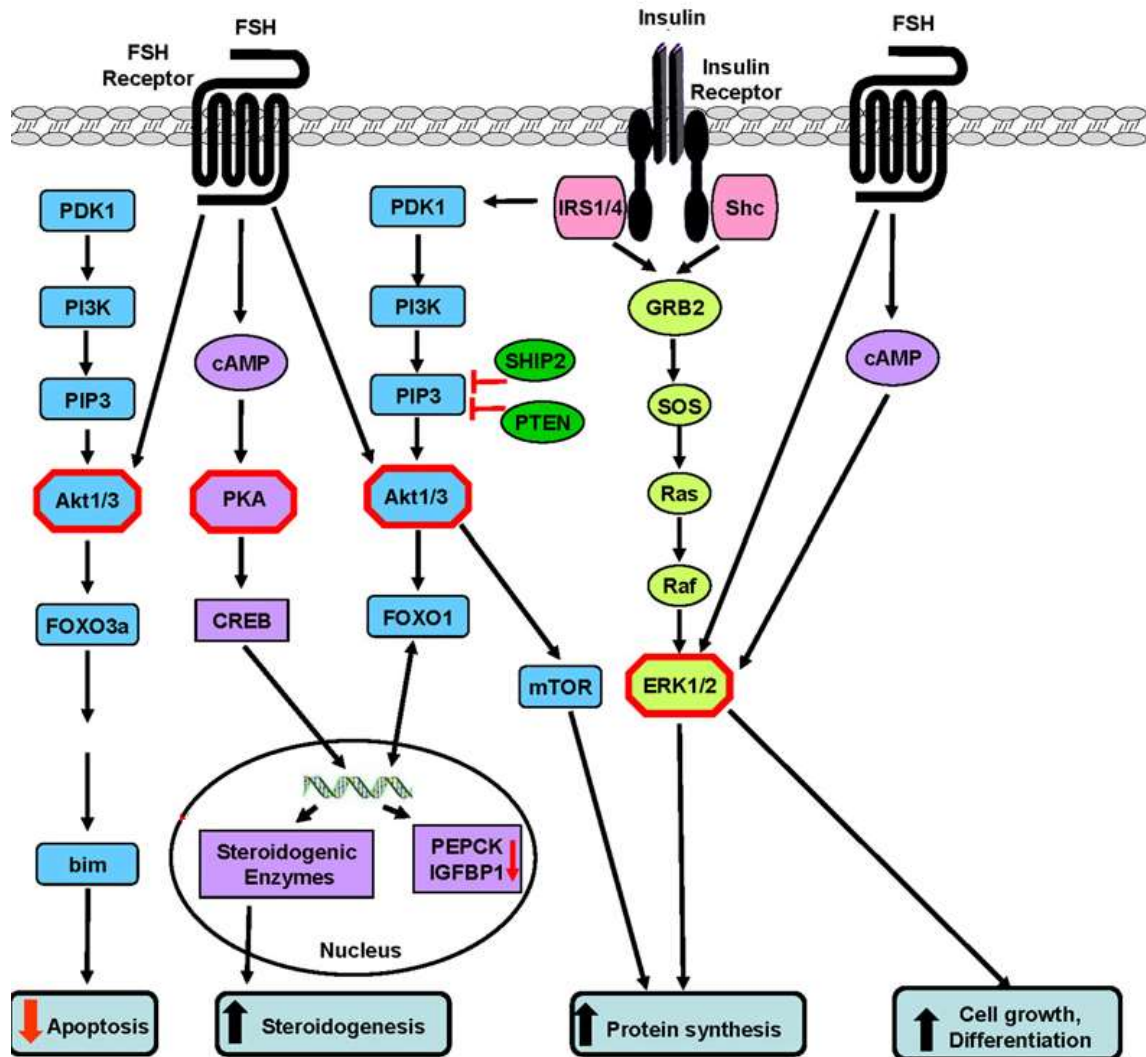 FSH
FSH
Receptor
Insulin
Insulin
Receptor
FSH
PDK1
PDK1
IRS1/4
Shc
PI3K
PI3K
GRB2
cAMP
SHIP2
cAMP
PIP3
PIP3
PTEN
SOS
Akt1/3
PKA
Akt1/3
Ras
Raf
FOXO3a
CREB
FOXO1
mTOR
ERK1/2
bim
Steroidogenic
Enzymes
PEPCK
IGFBP1
Nucleus
Apoptosis
Steroidogenesis
Protein synthesis
Cell growth,
Differentiation